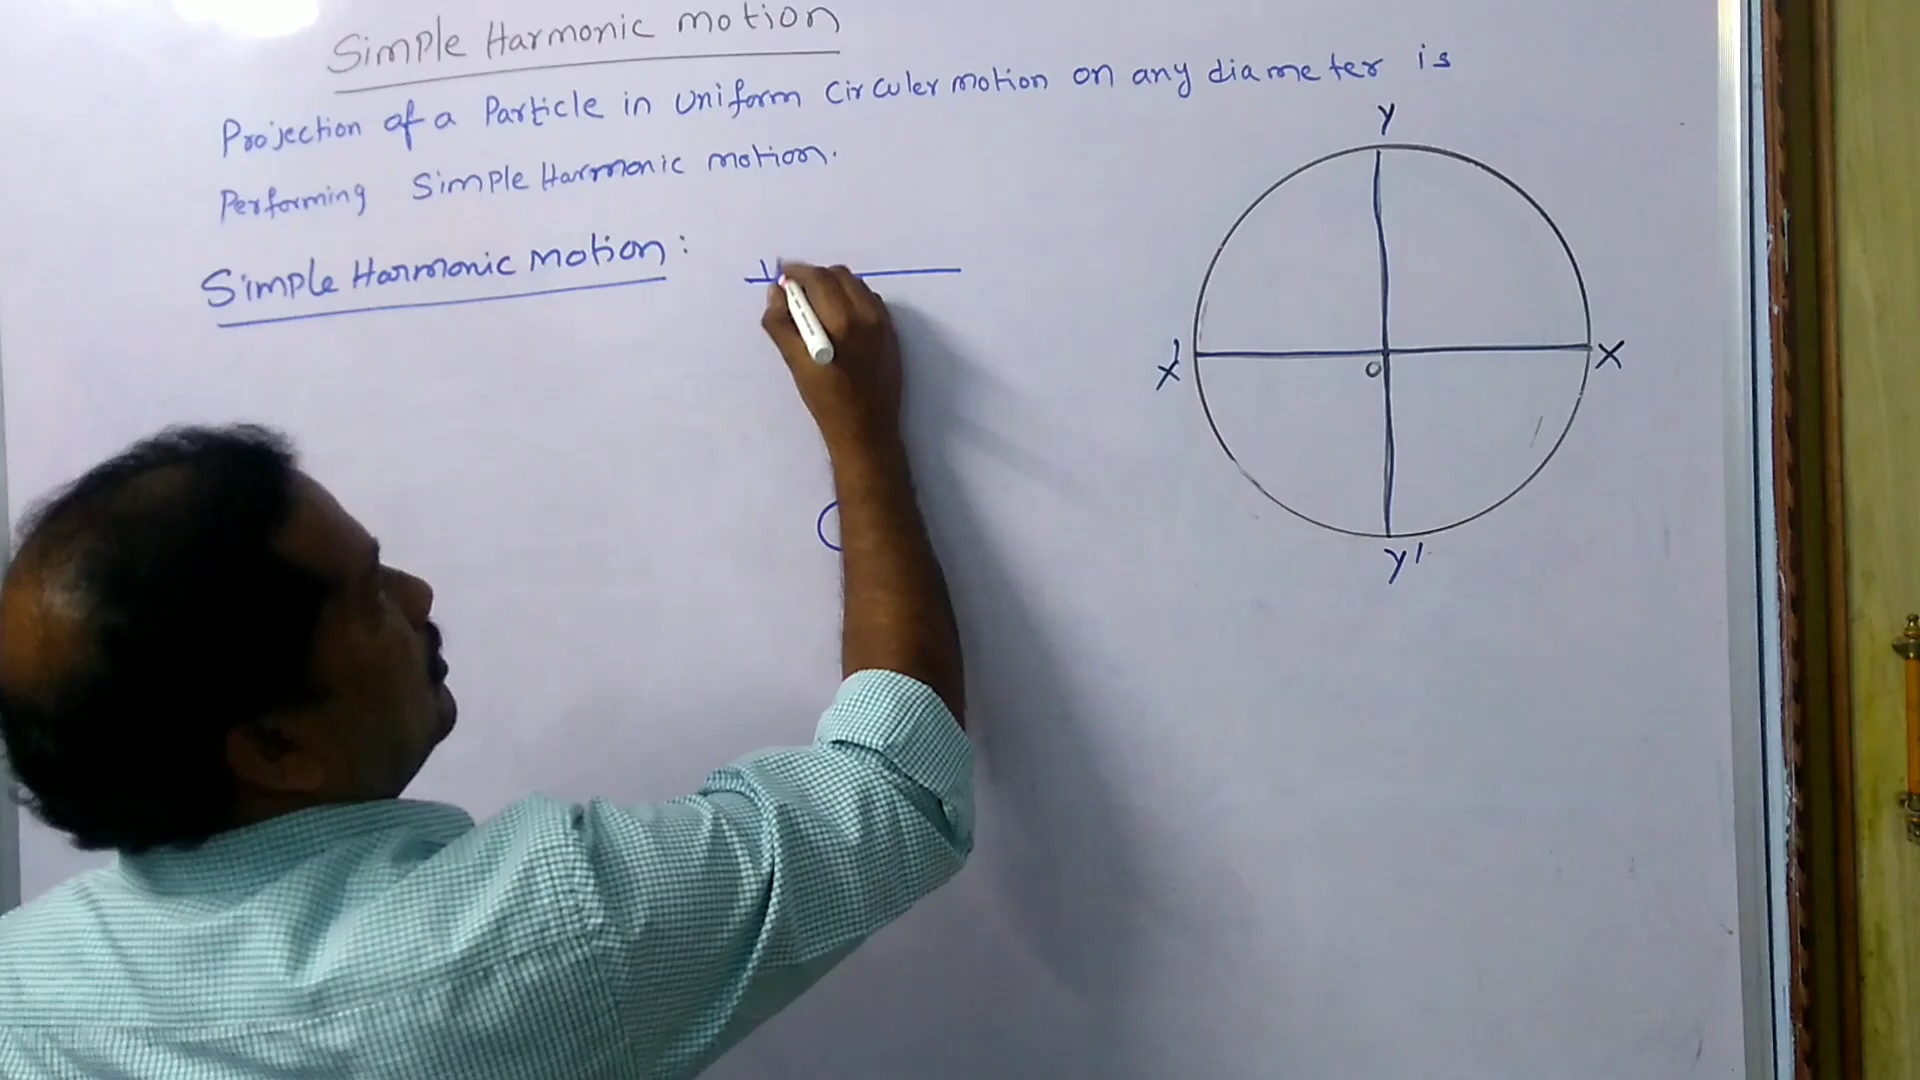 Simple Harmonic motion
Projection of a Particle in Uniform Circuler motion on any diameter is
Performing Simple Harmonic motion.
Simple Harmonic motion:
Y
X'
O
X
Y'